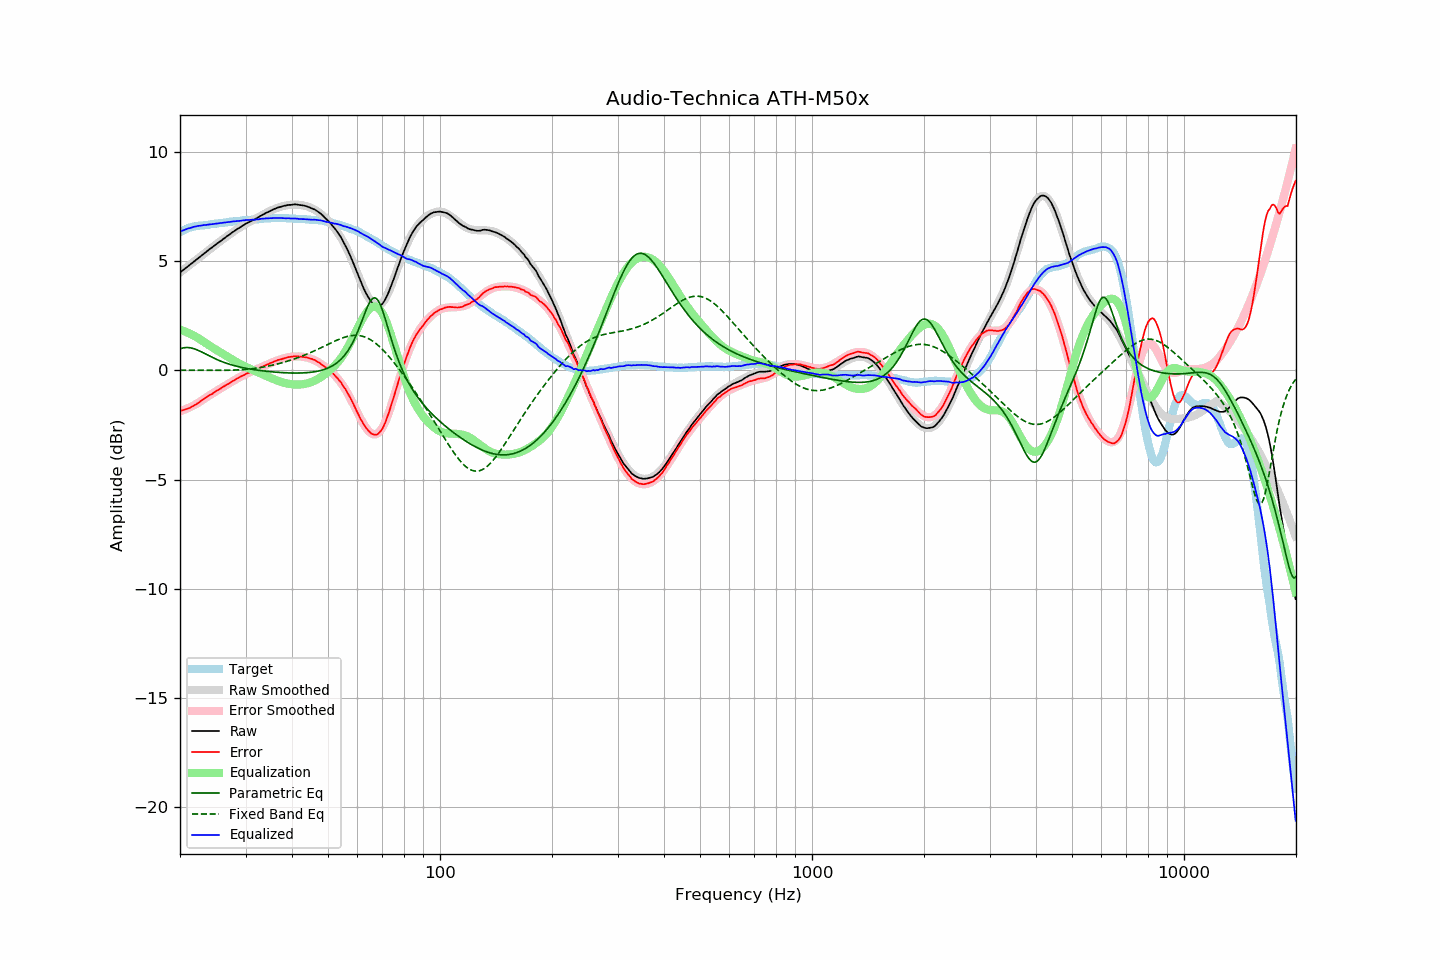 Audio-Technica ATH-M50x
Amplitude (dBr)
10
5
0
−5
−10
−15
−20
Target
Raw Smoothed
Error Smoothed
Raw
Error
Equalization
Parametric Eq
Fixed Band Eq
Equalized
100 1000 10000
Frequency (Hz)